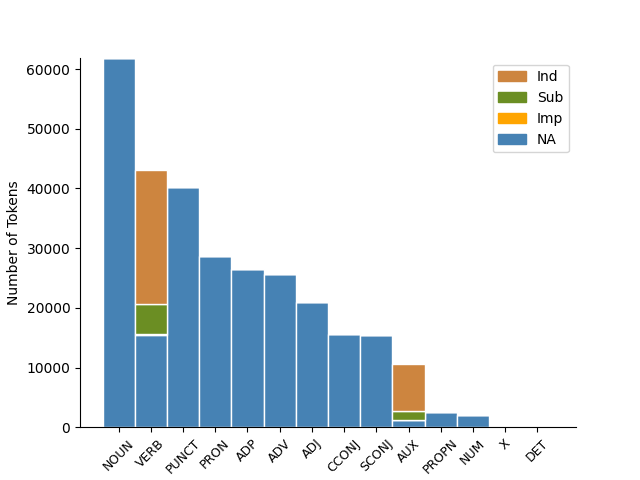 Ind
Sub
Imp
NA
Number of Tokens
60000
50000
40000
30000
20000
10000
0
NOUN
VERB
PUNCT
PRON
ADP
ADV
ADJ
CCONJ
SCONJ
AUX
PROPN
NUM
X
DET